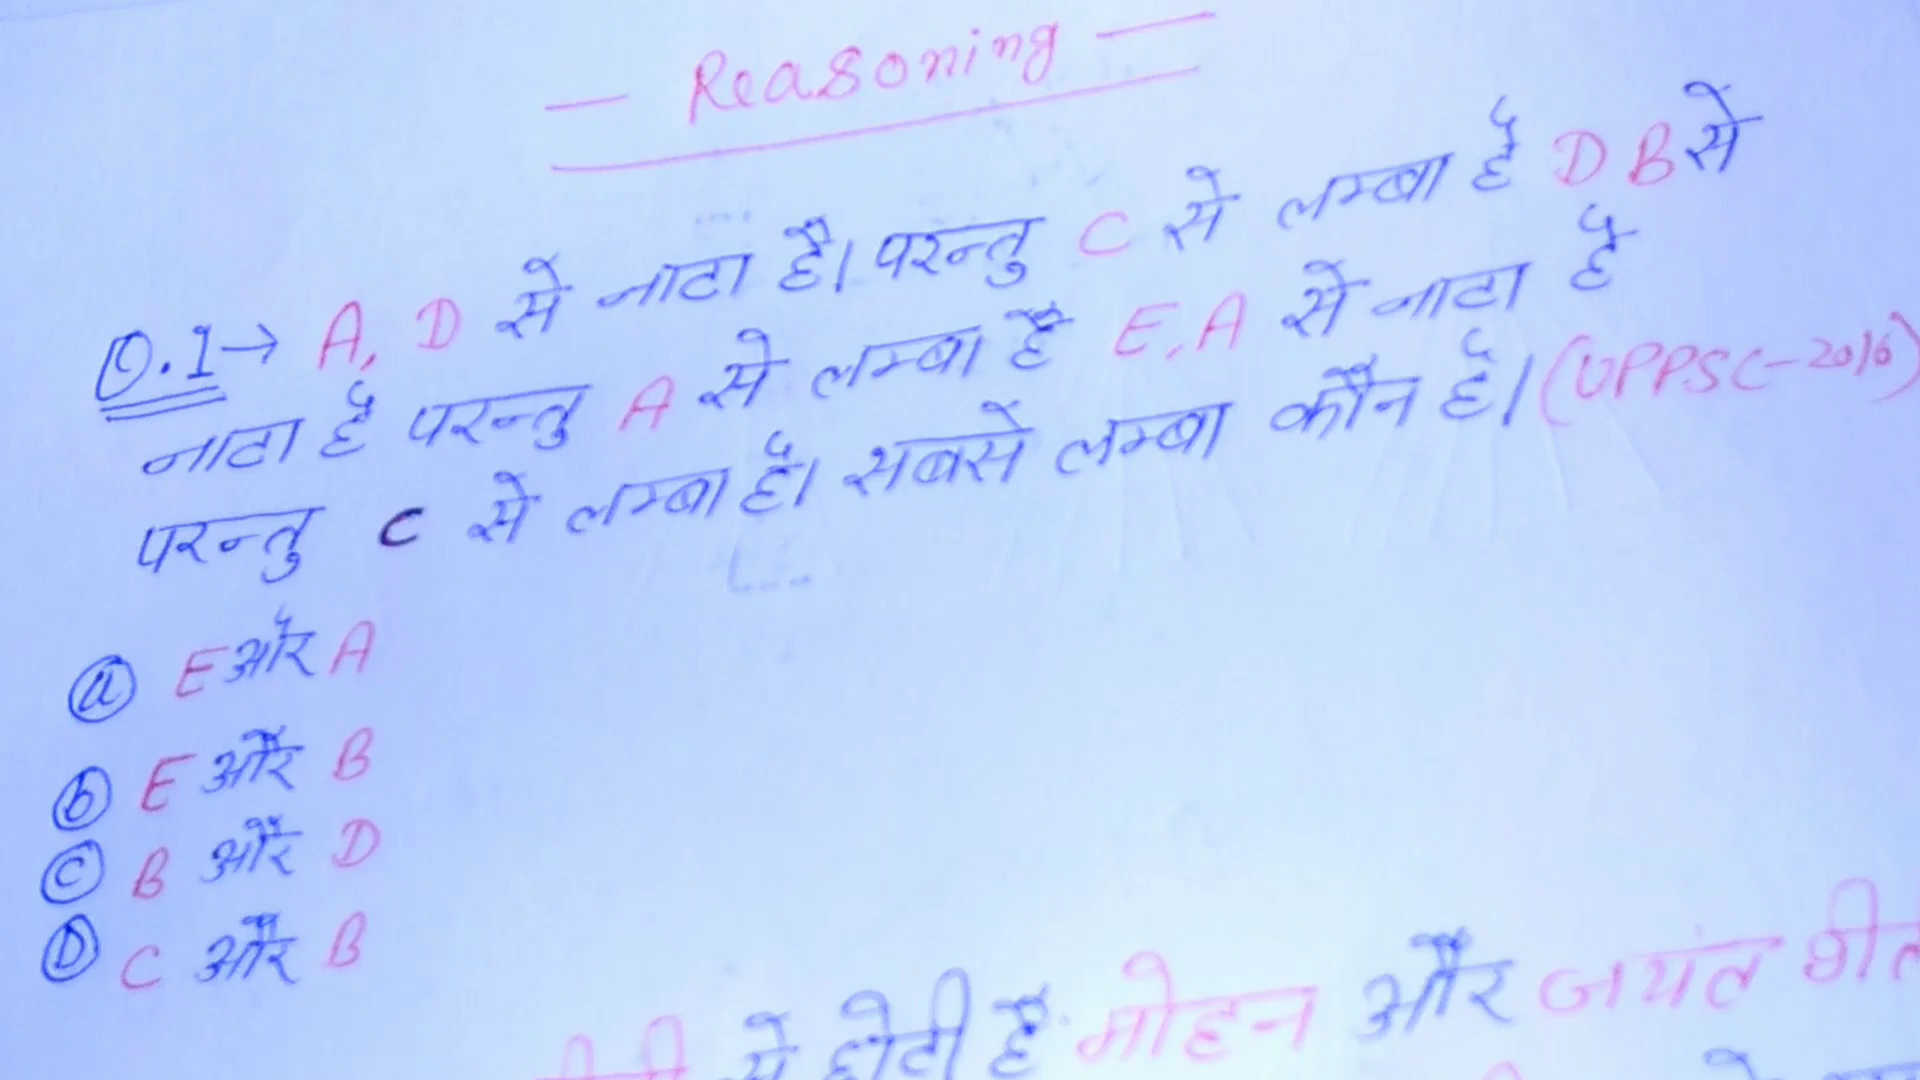 — Reasoning —
Q.1→ A, D से नाटा है। परन्तु C से लम्बा है D B से
नाटा है परन्तु A से लम्बा है E, A से नाटा है
परन्तु C से लम्बा है। सबसे लम्बा कौन है। (UPPSC-2016)
(a) E और A
(b) E और B
(c) B और D
(D) C और B
से छोटी है मोहन और जयंत